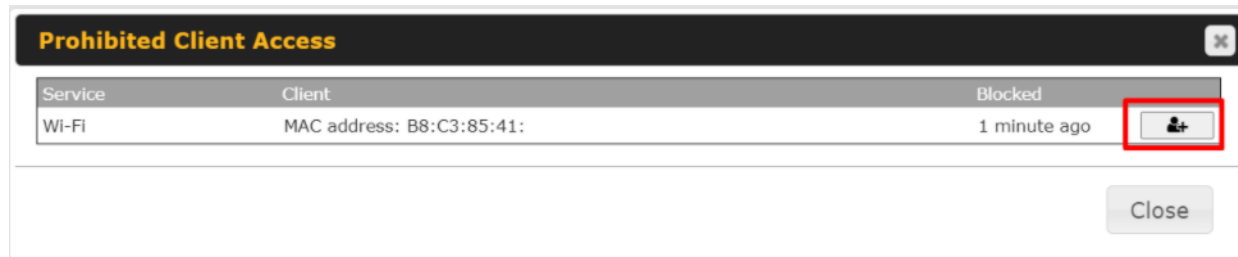 Prohibited Client Access
Service Client Blocked
Wi-Fi MAC address: B8:C3:85:41: 1 minute ago
Close